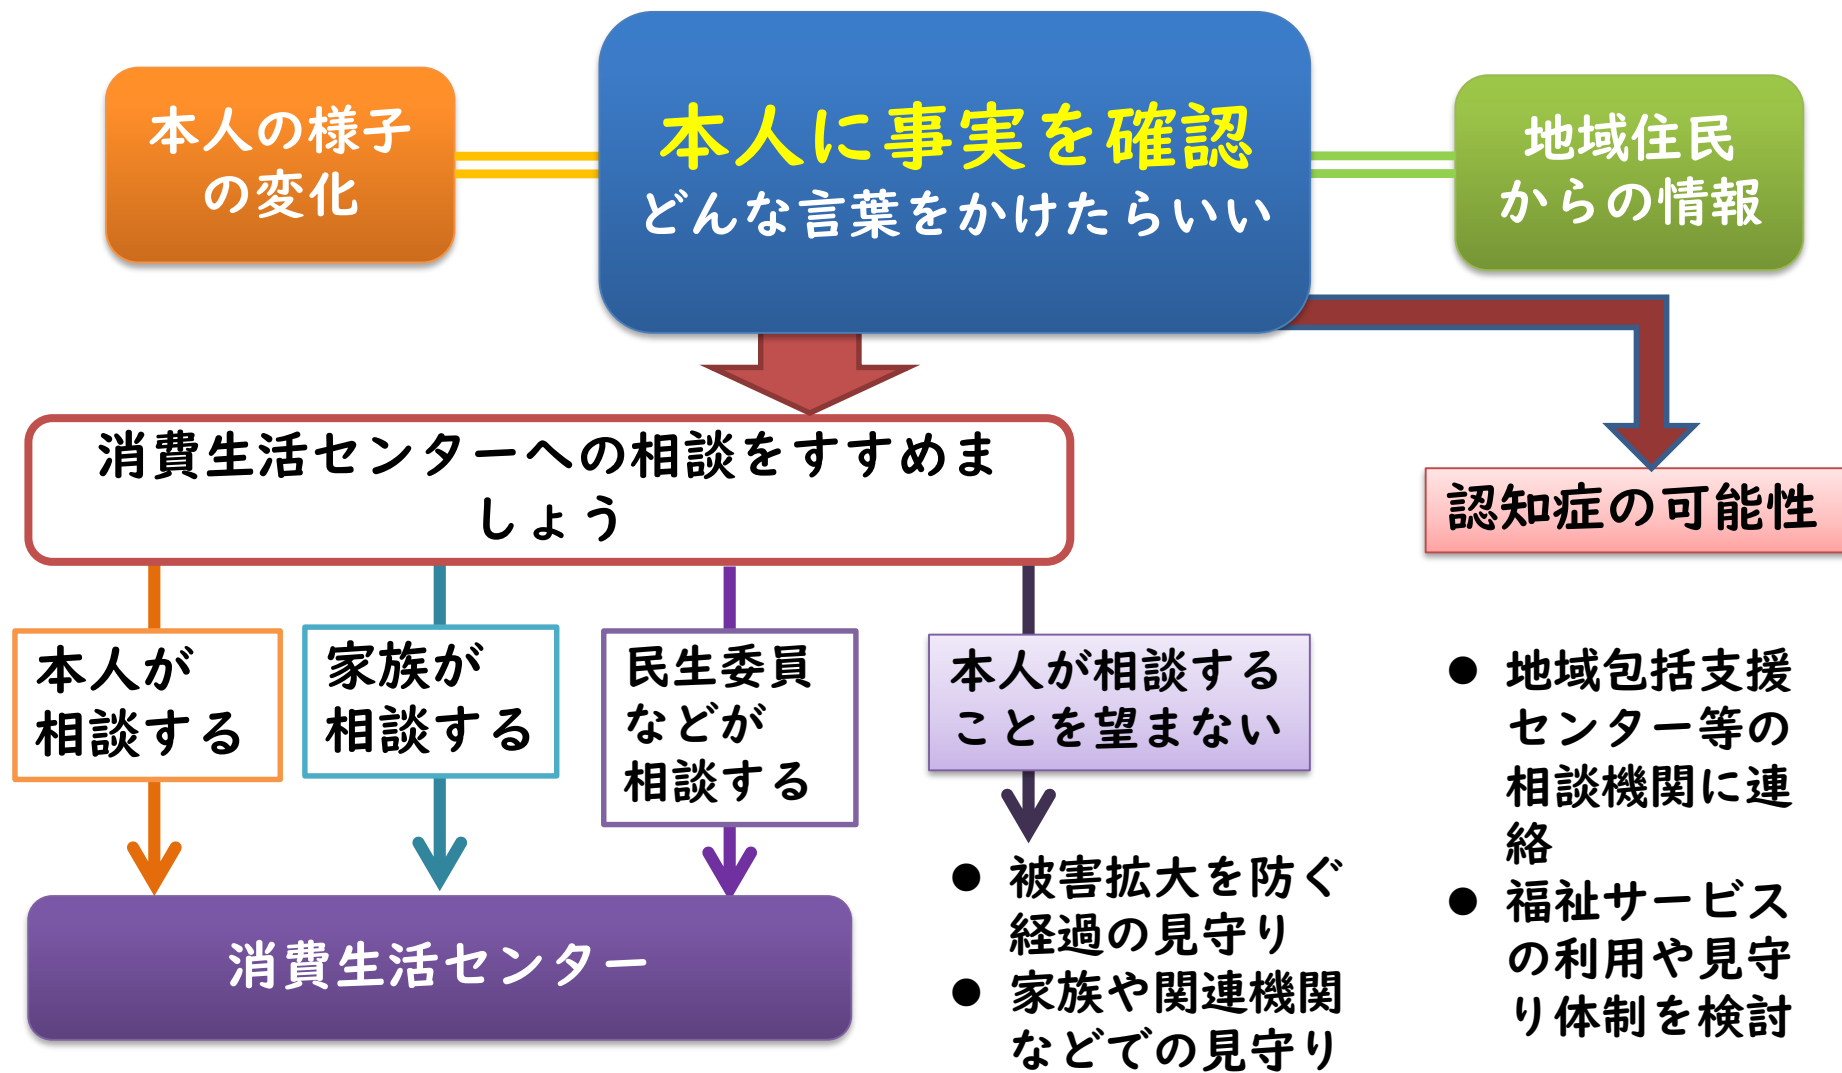 本人の様子
の変化
本人に事実を確認
どんな言葉をかけたらいい
地域住民
からの情報
消費生活センターへの相談をすすめま
しょう
認知症の可能性
本人が
相談する
家族が
相談する
民生委員
などが
相談する
本人が相談する
ことを望まない
● 地域包括支援
センター等の
相談機関に連
絡
● 福祉サービス
の利用や見守
り体制を検討
● 被害拡大を防ぐ
経過の見守り
● 家族や関連機関
などでの見守り
消費生活センター